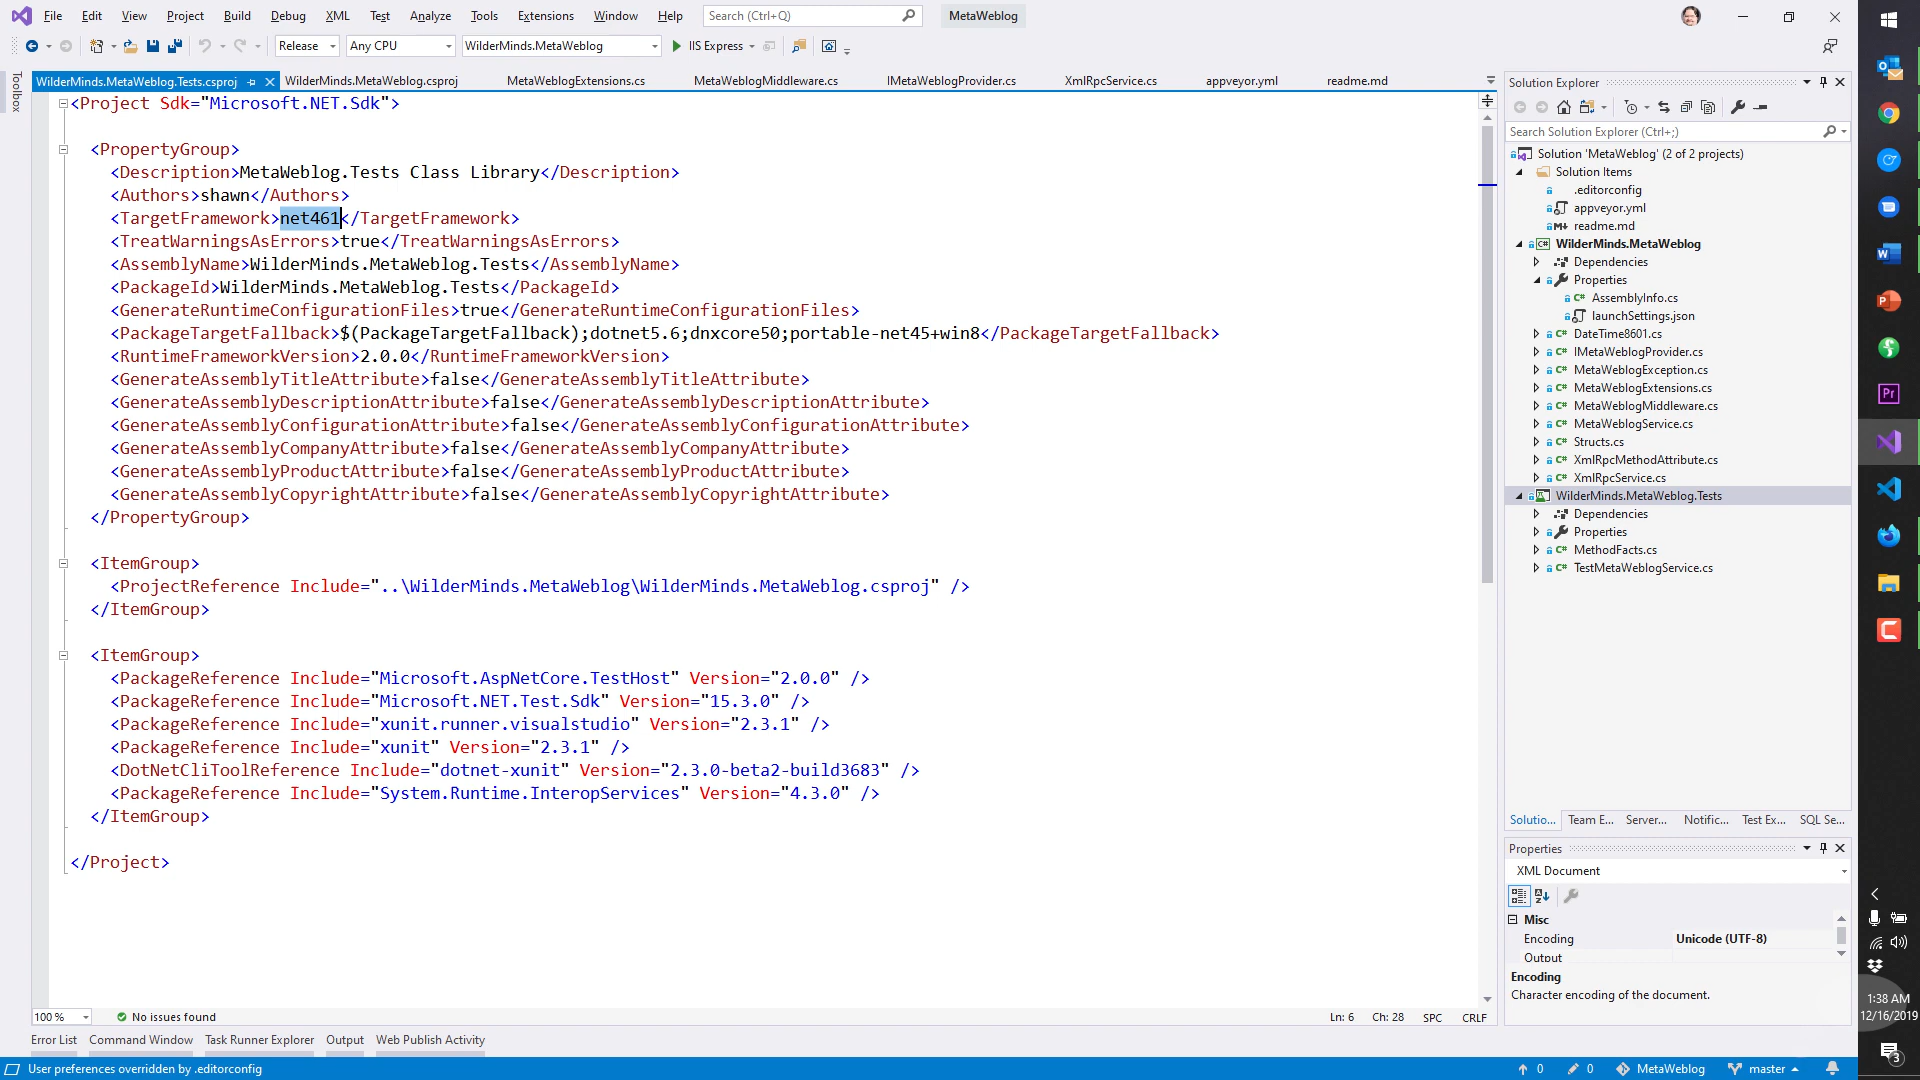 File Edit View Project Build Debug XML Test Analyze Tools Extensions Window Help Search (Ctrl+Q) MetaWeblog
Release Any CPU WilderMinds.MetaWeblog IIS Express
Toolbox
WilderMinds.MetaWeblog.Tests.csproj WilderMinds.MetaWeblog.csproj MetaWeblogExtensions.cs MetaWeblogMiddleware.cs IMetaWeblogProvider.cs XmlRpcService.cs appveyor.yml readme.md
<Project Sdk="Microsoft.NET.Sdk">
<PropertyGroup>
<Description>MetaWeblog.Tests Class Library</Description>
<Authors>shawn</Authors>
<TargetFramework>net461</TargetFramework>
<TreatWarningsAsErrors>true</TreatWarningsAsErrors>
<AssemblyName>WilderMinds.MetaWeblog.Tests</AssemblyName>
<PackageId>WilderMinds.MetaWeblog.Tests</PackageId>
<GenerateRuntimeConfigurationFiles>true</GenerateRuntimeConfigurationFiles>
<PackageTargetFallback>$(PackageTargetFallback);dotnet5.6;dnxcore50;portable-net45+win8</PackageTargetFallback>
<RuntimeFrameworkVersion>2.0.0</RuntimeFrameworkVersion>
<GenerateAssemblyTitleAttribute>false</GenerateAssemblyTitleAttribute>
<GenerateAssemblyDescriptionAttribute>false</GenerateAssemblyDescriptionAttribute>
<GenerateAssemblyConfigurationAttribute>false</GenerateAssemblyConfigurationAttribute>
<GenerateAssemblyCompanyAttribute>false</GenerateAssemblyCompanyAttribute>
<GenerateAssemblyProductAttribute>false</GenerateAssemblyProductAttribute>
<GenerateAssemblyCopyrightAttribute>false</GenerateAssemblyCopyrightAttribute>
</PropertyGroup>
<ItemGroup>
<ProjectReference Include="..\WilderMinds.MetaWeblog\WilderMinds.MetaWeblog.csproj" />
</ItemGroup>
<ItemGroup>
<PackageReference Include="Microsoft.AspNetCore.TestHost" Version="2.0.0" />
<PackageReference Include="Microsoft.NET.Test.Sdk" Version="15.3.0" />
<PackageReference Include="xunit.runner.visualstudio" Version="2.3.1" />
<PackageReference Include="xunit" Version="2.3.1" />
<DotNetCliToolReference Include="dotnet-xunit" Version="2.3.0-beta2-build3683" />
<PackageReference Include="System.Runtime.InteropServices" Version="4.3.0" />
</ItemGroup>
</Project>
100 % No issues found Ln: 6 Ch: 28 SPC CRLF
Error List Command Window Task Runner Explorer Output Web Publish Activity
User preferences overridden by .editorconfig 0 0 MetaWeblog master
Solution Explorer
Search Solution Explorer (Ctrl+;)
Solution 'MetaWeblog' (2 of 2 projects)
Solution Items
.editorconfig
appveyor.yml
readme.md
WilderMinds.MetaWeblog
Dependencies
Properties
AssemblyInfo.cs
launchSettings.json
DateTime8601.cs
IMetaWeblogProvider.cs
MetaWeblogException.cs
MetaWeblogExtensions.cs
MetaWeblogMiddleware.cs
MetaWeblogService.cs
Structs.cs
XmlRpcMethodAttribute.cs
XmlRpcService.cs
WilderMinds.MetaWeblog.Tests
Dependencies
Properties
MethodFacts.cs
TestMetaWeblogService.cs
Solutio... Team E... Server... Notific... Test Ex... SQL Se...
Properties
XML Document
Misc
Encoding Unicode (UTF-8)
Output
Encoding
Character encoding of the document.
1:38 AM
12/16/2019
3